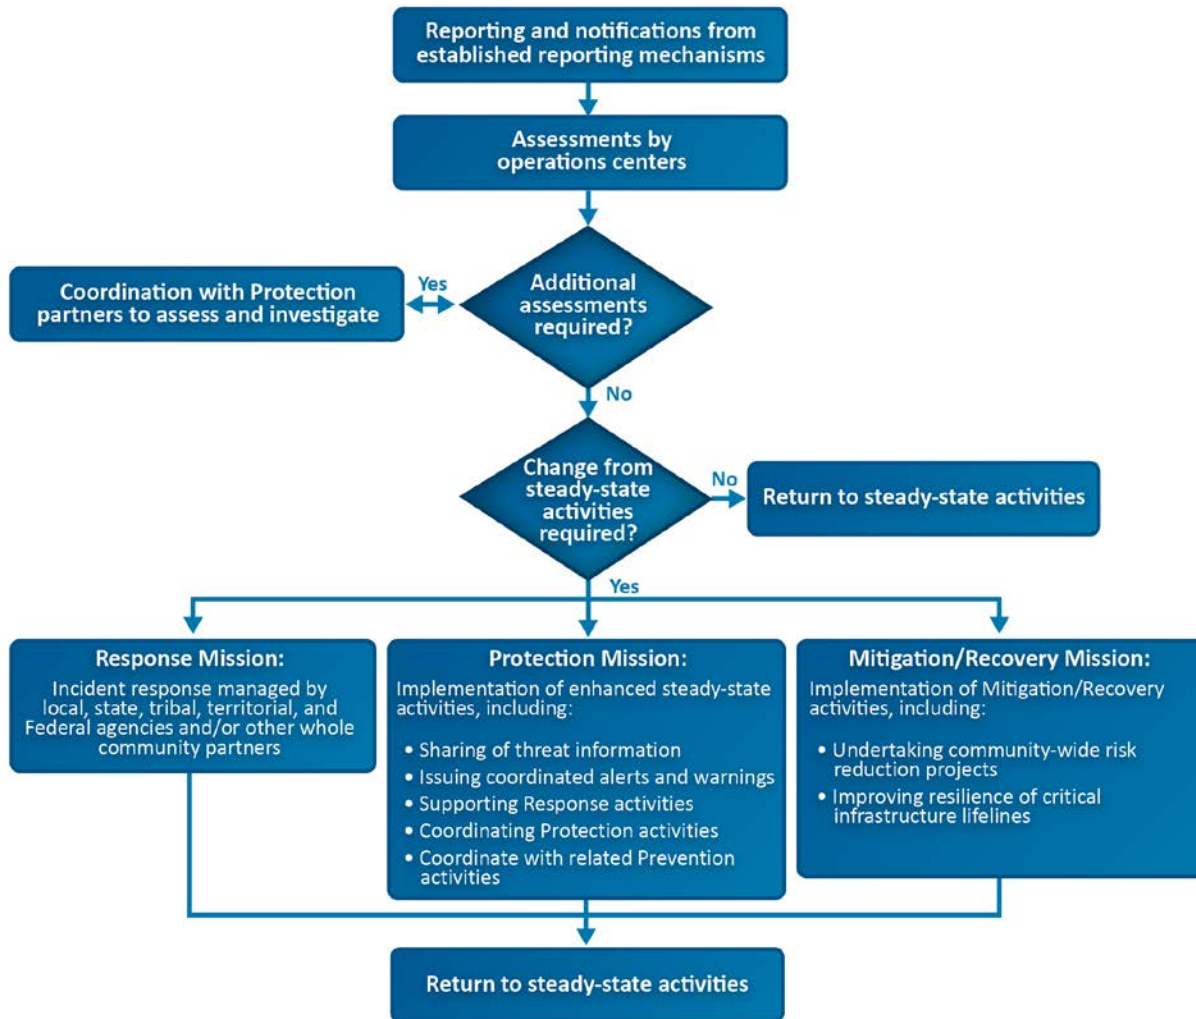 Reporting and notifications from
established reporting mechanisms
Assessments by
operations centers
Additional
assessments
required?
Yes
Coordination with Protection
partners to assess and investigate
No
Change from
steady-state
activities
required?
No
Return to steady-state activities
Yes
Response Mission:
Incident response managed by
local, state, tribal, territorial, and
Federal agencies and/or other whole
community partners
Protection Mission:
Implementation of enhanced steady-state
activities, including:
• Sharing of threat information
• Issuing coordinated alerts and warnings
• Supporting Response activities
• Coordinating Protection activities
• Coordinate with related Prevention
activities
Mitigation/Recovery Mission:
Implementation of Mitigation/Recovery
activities, including:
• Undertaking community-wide risk
reduction projects
• Improving resilience of critical
infrastructure lifelines
Return to steady-state activities